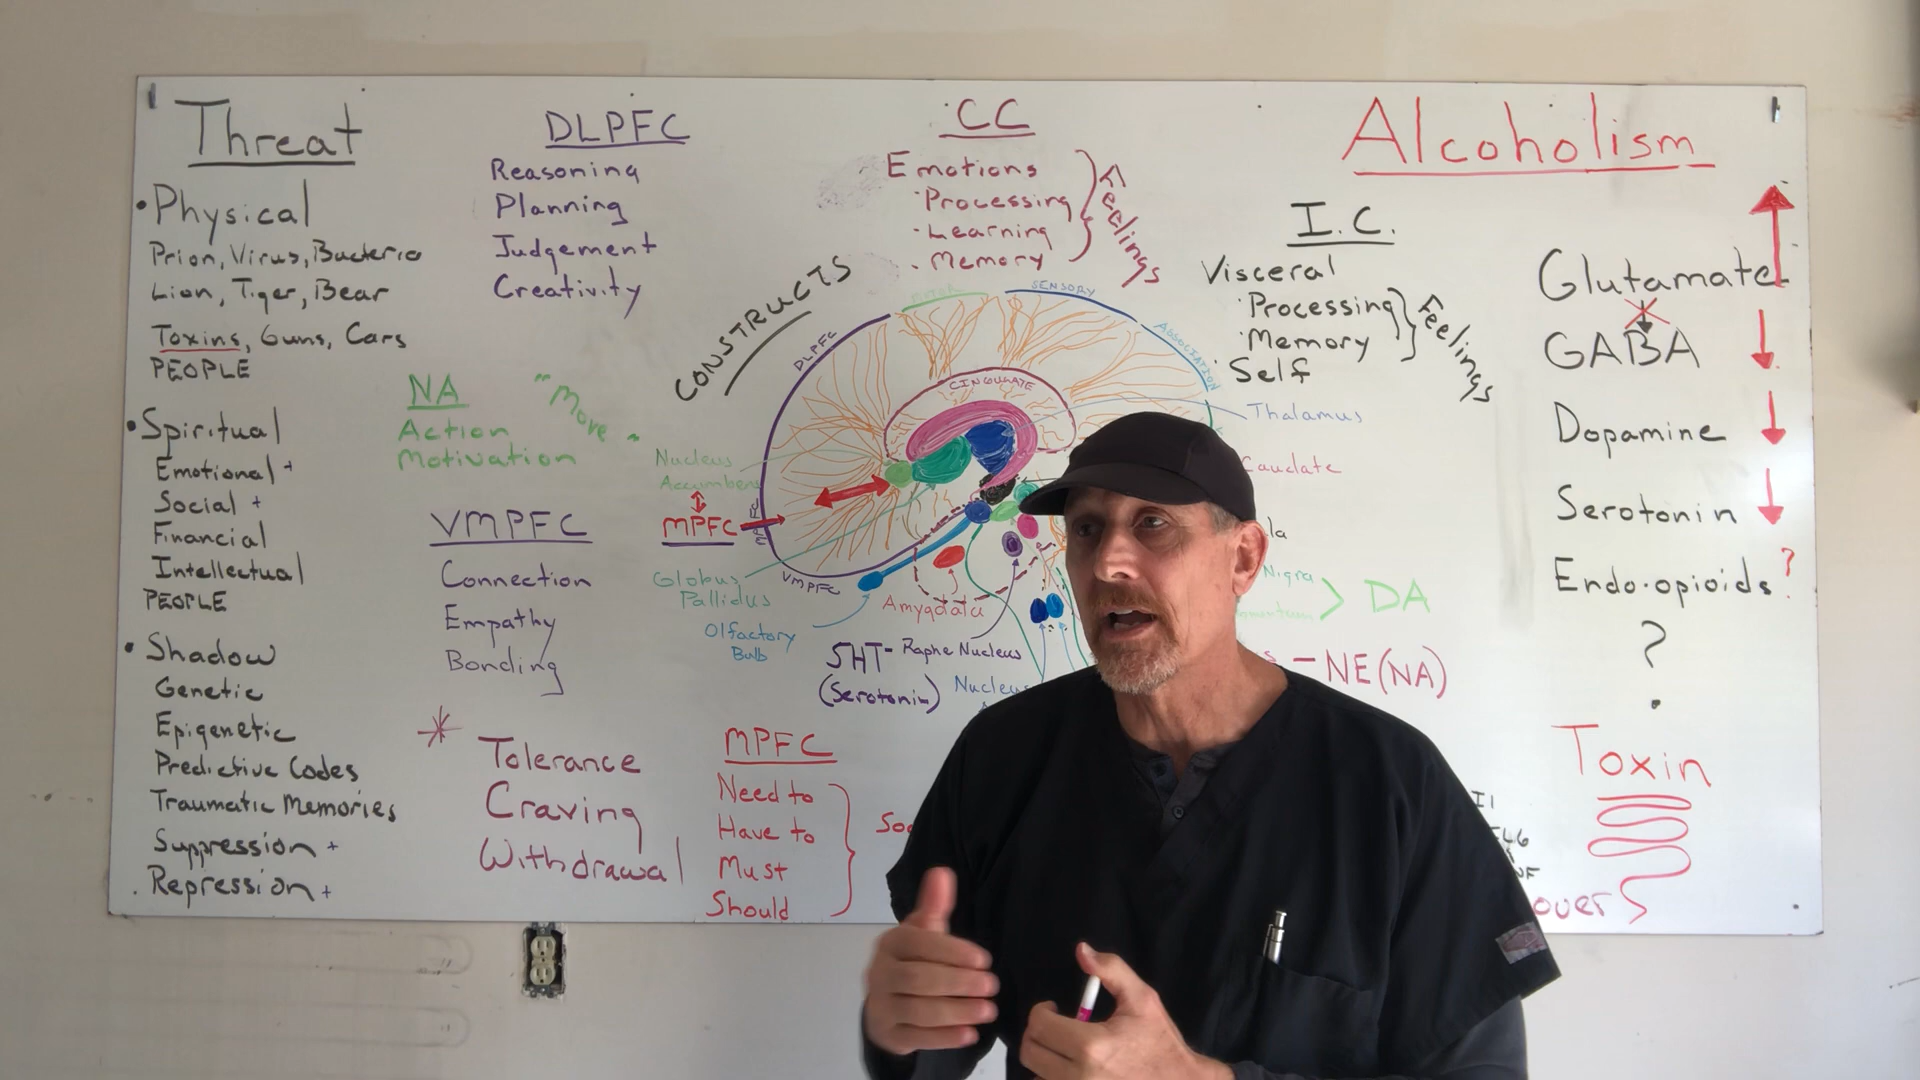 Threat
• Physical
Prion, Virus, Bacteria
Lion, Tiger, Bear
Toxins, Guns, Cars
PEOPLE
• Spiritual
Emotional +
Social +
Financial
Intellectual
PEOPLE
• Shadow
Genetic
Epigenetic
Predictive Codes
Traumatic Memories
Suppression +
Repression +
DLPFC
Reasoning
Planning
Judgement
Creativity
NA
Action
Motivation
"Move"
VMPFC
Connection
Empathy
Bonding
* Tolerance
Craving
Withdrawal
CC
Emotions
· Processing
· Learning
· Memory
Feelings
CONSTRUCTS
DLPFC
SENSORY
ASSOCIATION
CINGULATE
Thalamus
Caudate
Nucleus
Accumbens
MPFC
VMPFC
Globus
Pallidus
Olfactory
Bulb
Amygdala
la
Nigra
DA
5HT - Raphe Nucleus
(Serotonin)
Nucleus
- NE (NA)
MPFC
Need to
Have to
Must
Should
I.C.
Visceral
· Processing
· Memory
· Self
Feelings
Alcoholism
Glutamate
GABA
Dopamine
Serotonin
Endo-opioids ?
?
Toxin